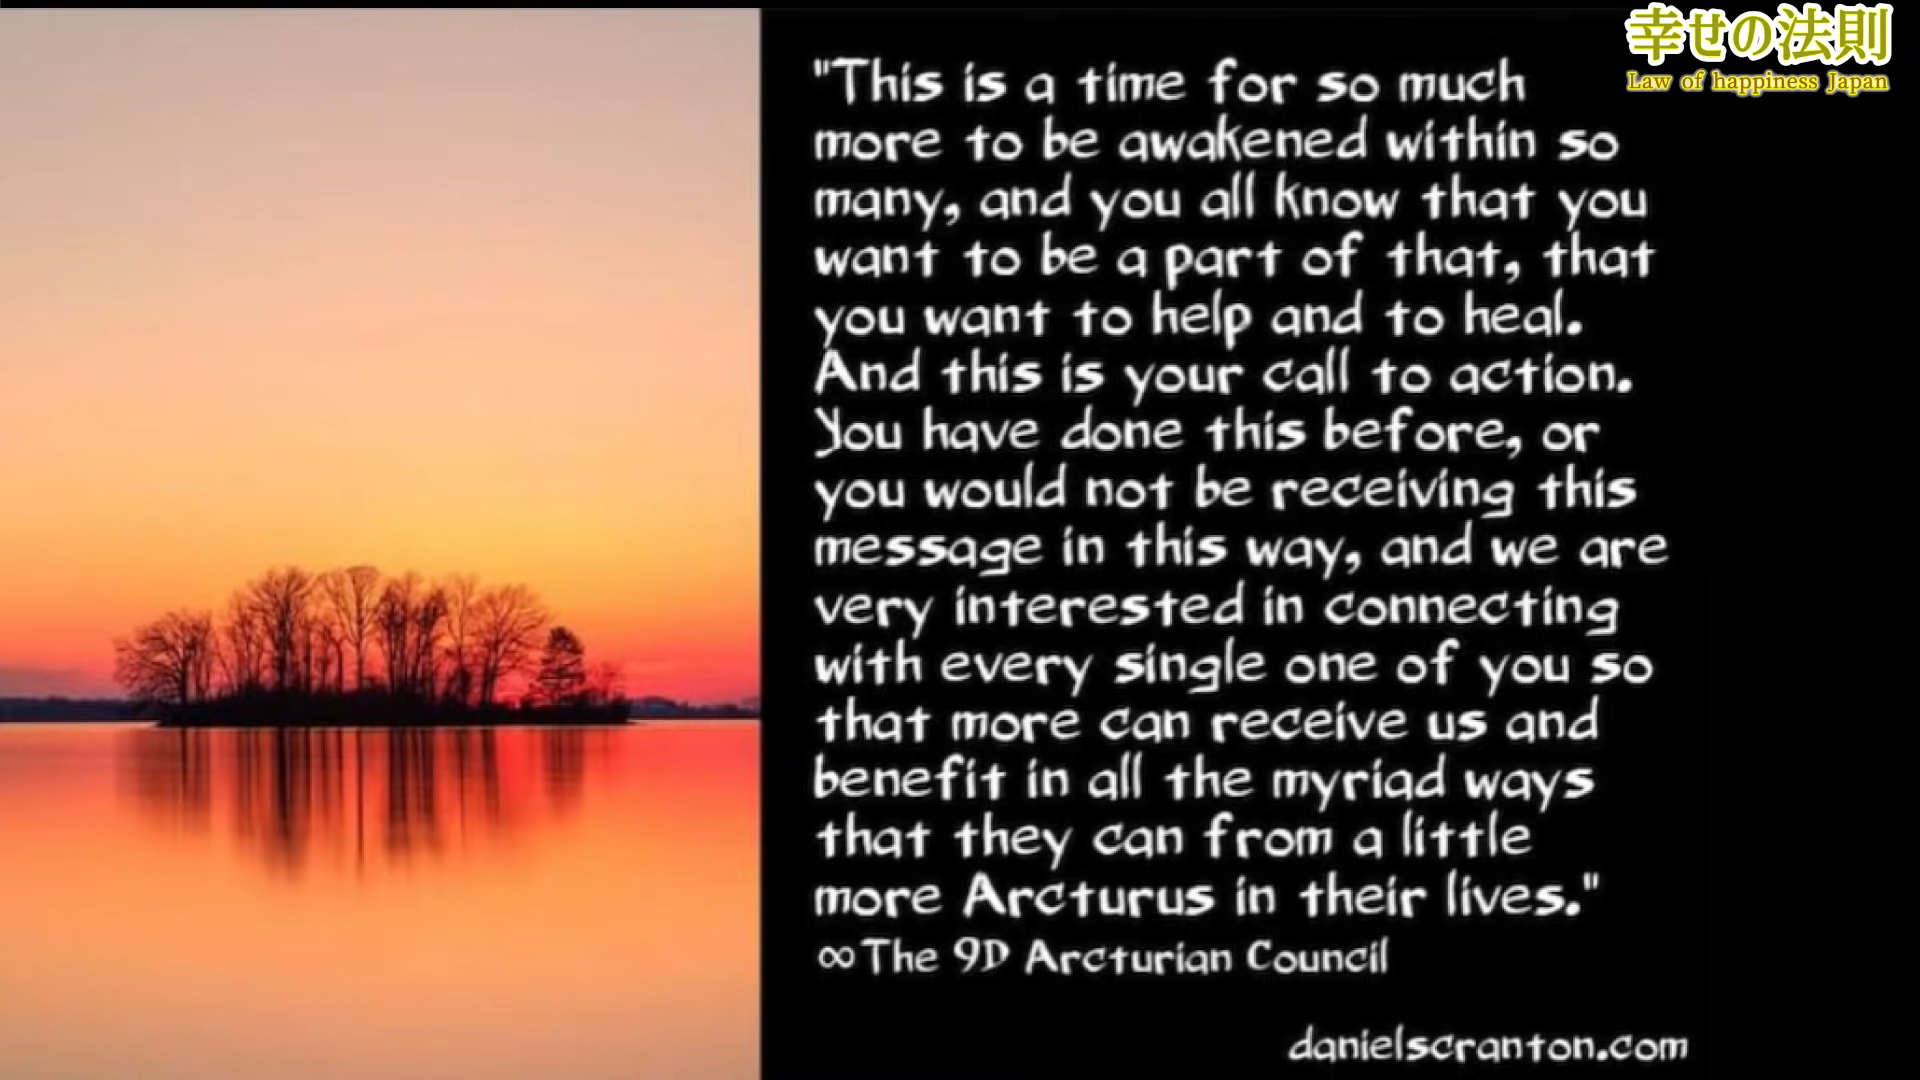 幸せの法則
Law of happiness Japan
"This is a time for so much
more to be awakened within so
many, and you all know that you
want to be a part of that, that
you want to help and to heal.
And this is your call to action.
You have done this before, or
you would not be receiving this
message in this way, and we are
very interested in connecting
with every single one of you so
that more can receive us and
benefit in all the myriad ways
that they can from a little
more Arcturus in their lives."
∞The 9D Arcturian Council
danielscranton.com